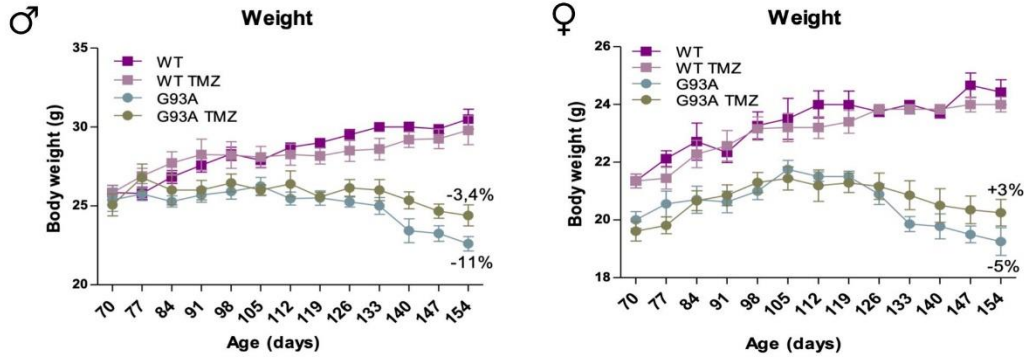 ♂
Weight
35
30
25
20
Body weight (g)
WT
WT TMZ
G93A
G93A TMZ
-3,4%
-11%
70 77 84 91 98 105 112 119 126 133 140 147 154
Age (days)
♀
Weight
26
24
22
20
18
Body weight (g)
WT
WT TMZ
G93A
G93A TMZ
+3%
-5%
70 77 84 91 98 105 112 119 126 133 140 147 154
Age (days)